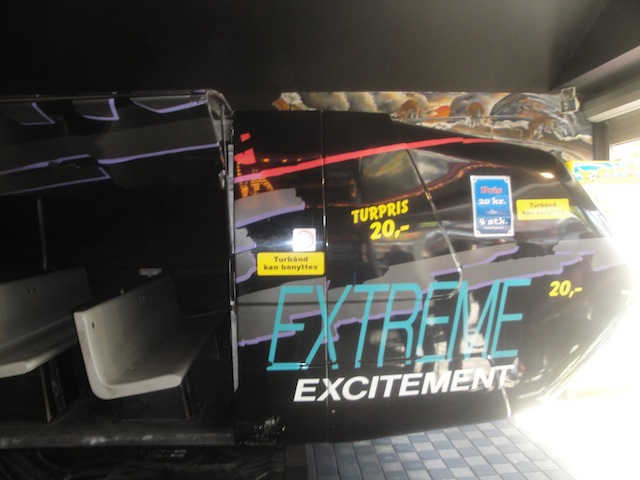 TURPRIS
20,-
Pris
20 kr.
Turbånd
kan benyttes
Turbånd
kan benyttes
20,-
EXTREME
EXCITEMENT